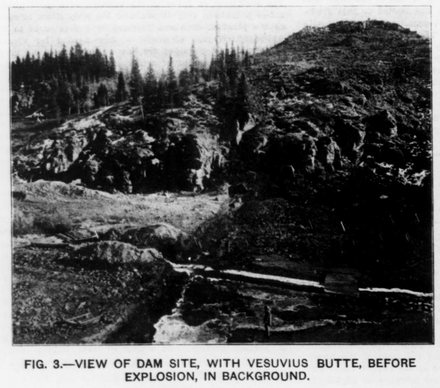 FIG. 3.—VIEW OF DAM SITE, WITH VESUVIUS BUTTE, BEFORE
EXPLOSION, IN BACKGROUND.